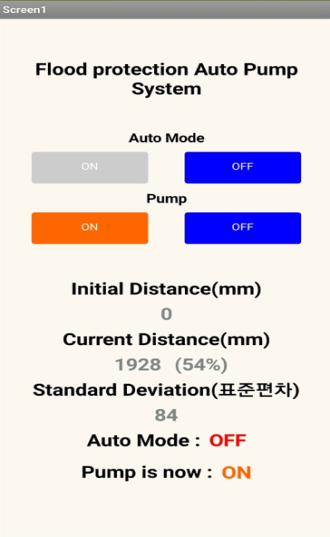 Screen1
Flood protection Auto Pump
System
Auto Mode
ON OFF
Pump
ON OFF
Initial Distance(mm)
0
Current Distance(mm)
1928 (54%)
Standard Deviation(표준편차)
84
Auto Mode : OFF
Pump is now : ON